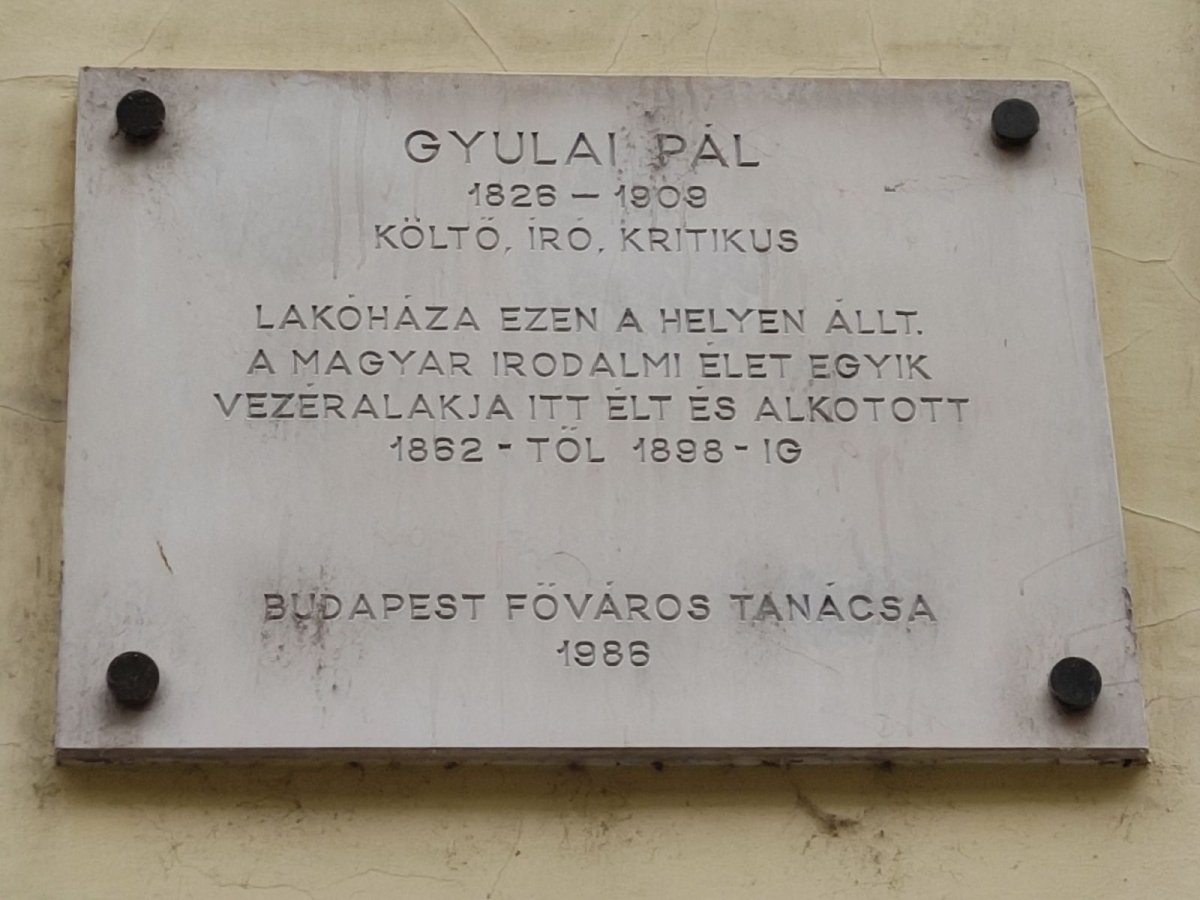 GYULAI PÁL
1826 – 1909
KÖLTŐ, ÍRÓ, KRITIKUS
LAKÓHÁZA EZEN A HELYEN ÁLLT.
A MAGYAR IRODALMI ÉLET EGYIK
VEZÉRALAKJA ITT ÉLT ÉS ALKOTOTT
1862 - TŐL 1898 - IG
BUDAPEST FŐVÁROS TANÁCSA
1986